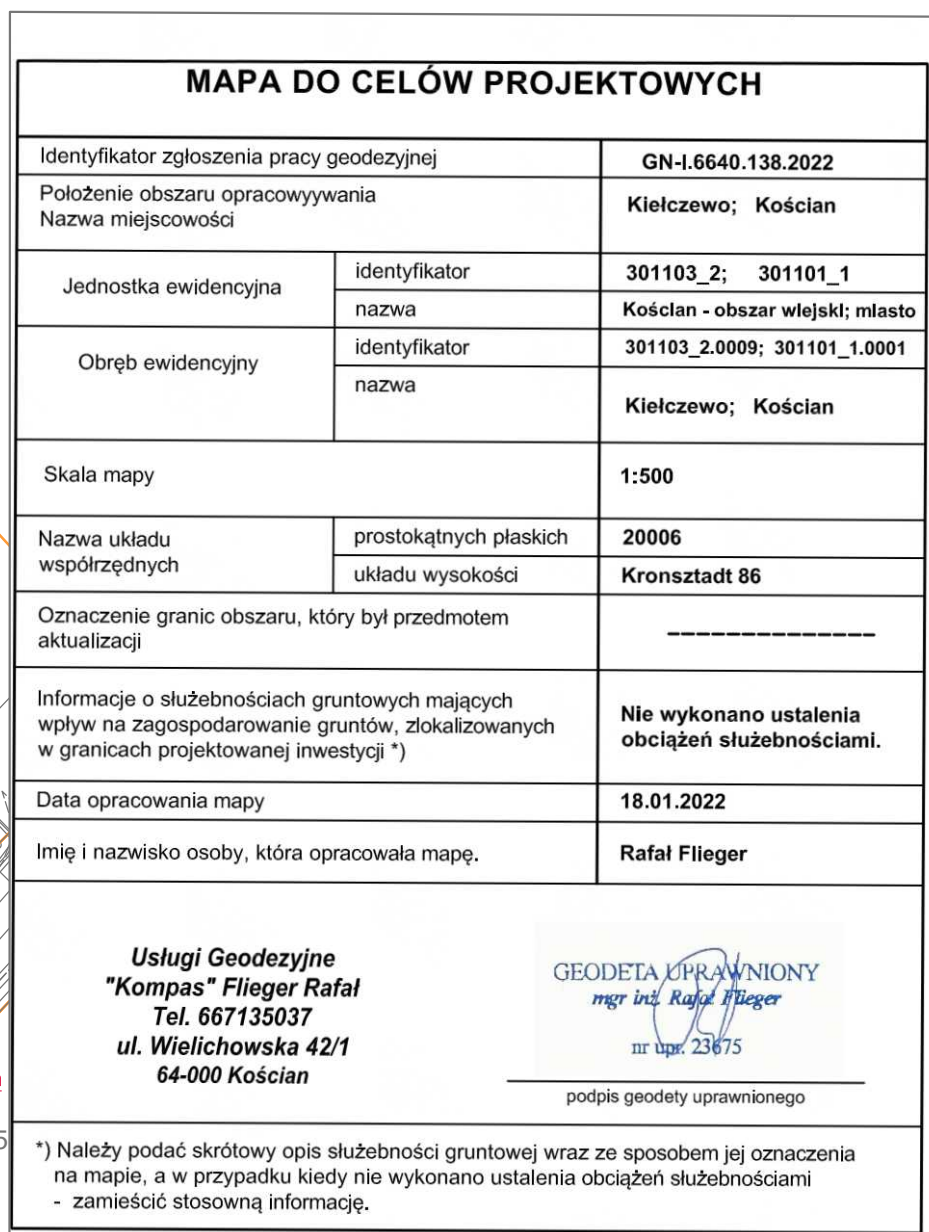 MAPA DO CELÓW PROJEKTOWYCH
Identyfikator zgłoszenia pracy geodezyjnej
GN-I.6640.138.2022
Położenie obszaru opracowyywania
Nazwa miejscowości
Kiełczewo; Kościan
Jednostka ewidencyjna
identyfikator
301103_2; 301101_1
nazwa
Kościan - obszar wiejski; miasto
Obręb ewidencyjny
identyfikator
301103_2.0009; 301101_1.0001
nazwa
Kiełczewo; Kościan
Skala mapy
1:500
Nazwa układu
współrzędnych
prostokątnych płaskich
20006
układu wysokości
Kronsztadt 86
Oznaczenie granic obszaru, który był przedmotem
aktualizacji
Informacje o służebnościach gruntowych mających
wpływ na zagospodarowanie gruntów, zlokalizowanych
w granicach projektowanej inwestycji *)
Nie wykonano ustalenia
obciążeń służebnościami.
Data opracowania mapy
18.01.2022
Imię i nazwisko osoby, która opracowała mapę.
Rafał Flieger
Usługi Geodezyjne
"Kompas" Flieger Rafał
Tel. 667135037
ul. Wielichowska 42/1
64-000 Kościan
GEODETA UPRAWNIONY
mgr inż. Rafał Flieger
nr upr. 23675
podpis geodety uprawnionego
*) Należy podać skrótowy opis służebności gruntowej wraz ze sposobem jej oznaczenia
na mapie, a w przypadku kiedy nie wykonano ustalenia obciążeń służebnościami
- zamieścić stosowną informację.